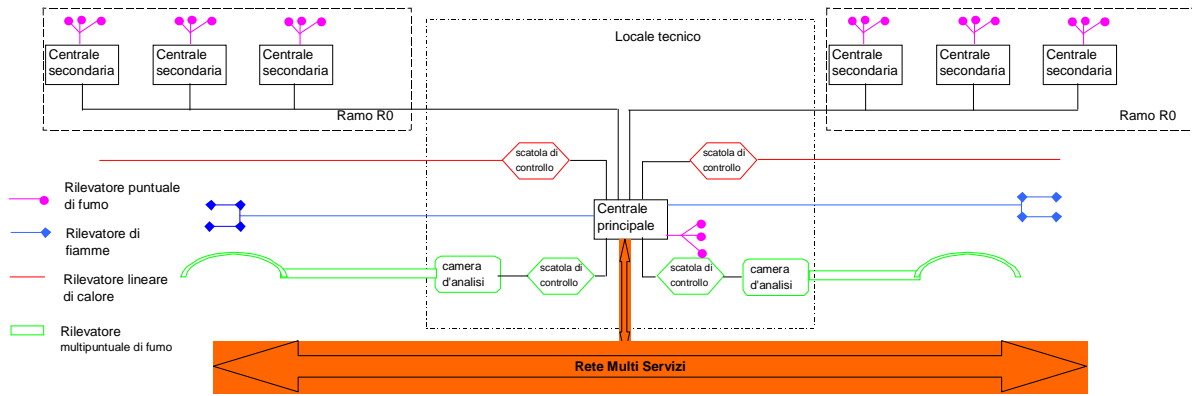 Centrale
secondaria
Centrale
secondaria
Centrale
secondaria
Ramo R0
Locale tecnico
Centrale
secondaria
Centrale
secondaria
Centrale
secondaria
Ramo R0
scatola di
controllo
scatola di
controllo
Rilevatore puntuale
di fumo
Rilevatore di
fiamme
Rilevatore lineare
di calore
Rilevatore
multipuntuale di fumo
Centrale
principale
camera
d'analisi
scatola di
controllo
scatola di
controllo
camera
d'analisi
Rete Multi Servizi